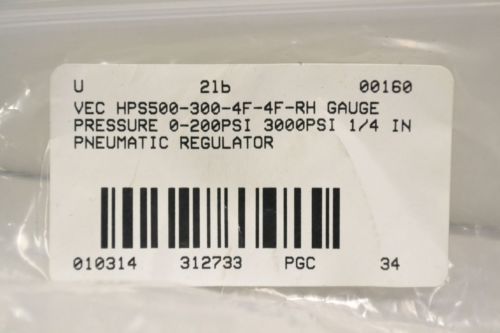 U 2lb 00160
VEC HPS500-300-4F-4F-RH GAUGE
PRESSURE 0-200PSI 3000PSI 1/4 IN
PNEUMATIC REGULATOR
010314 312733 PGC 34